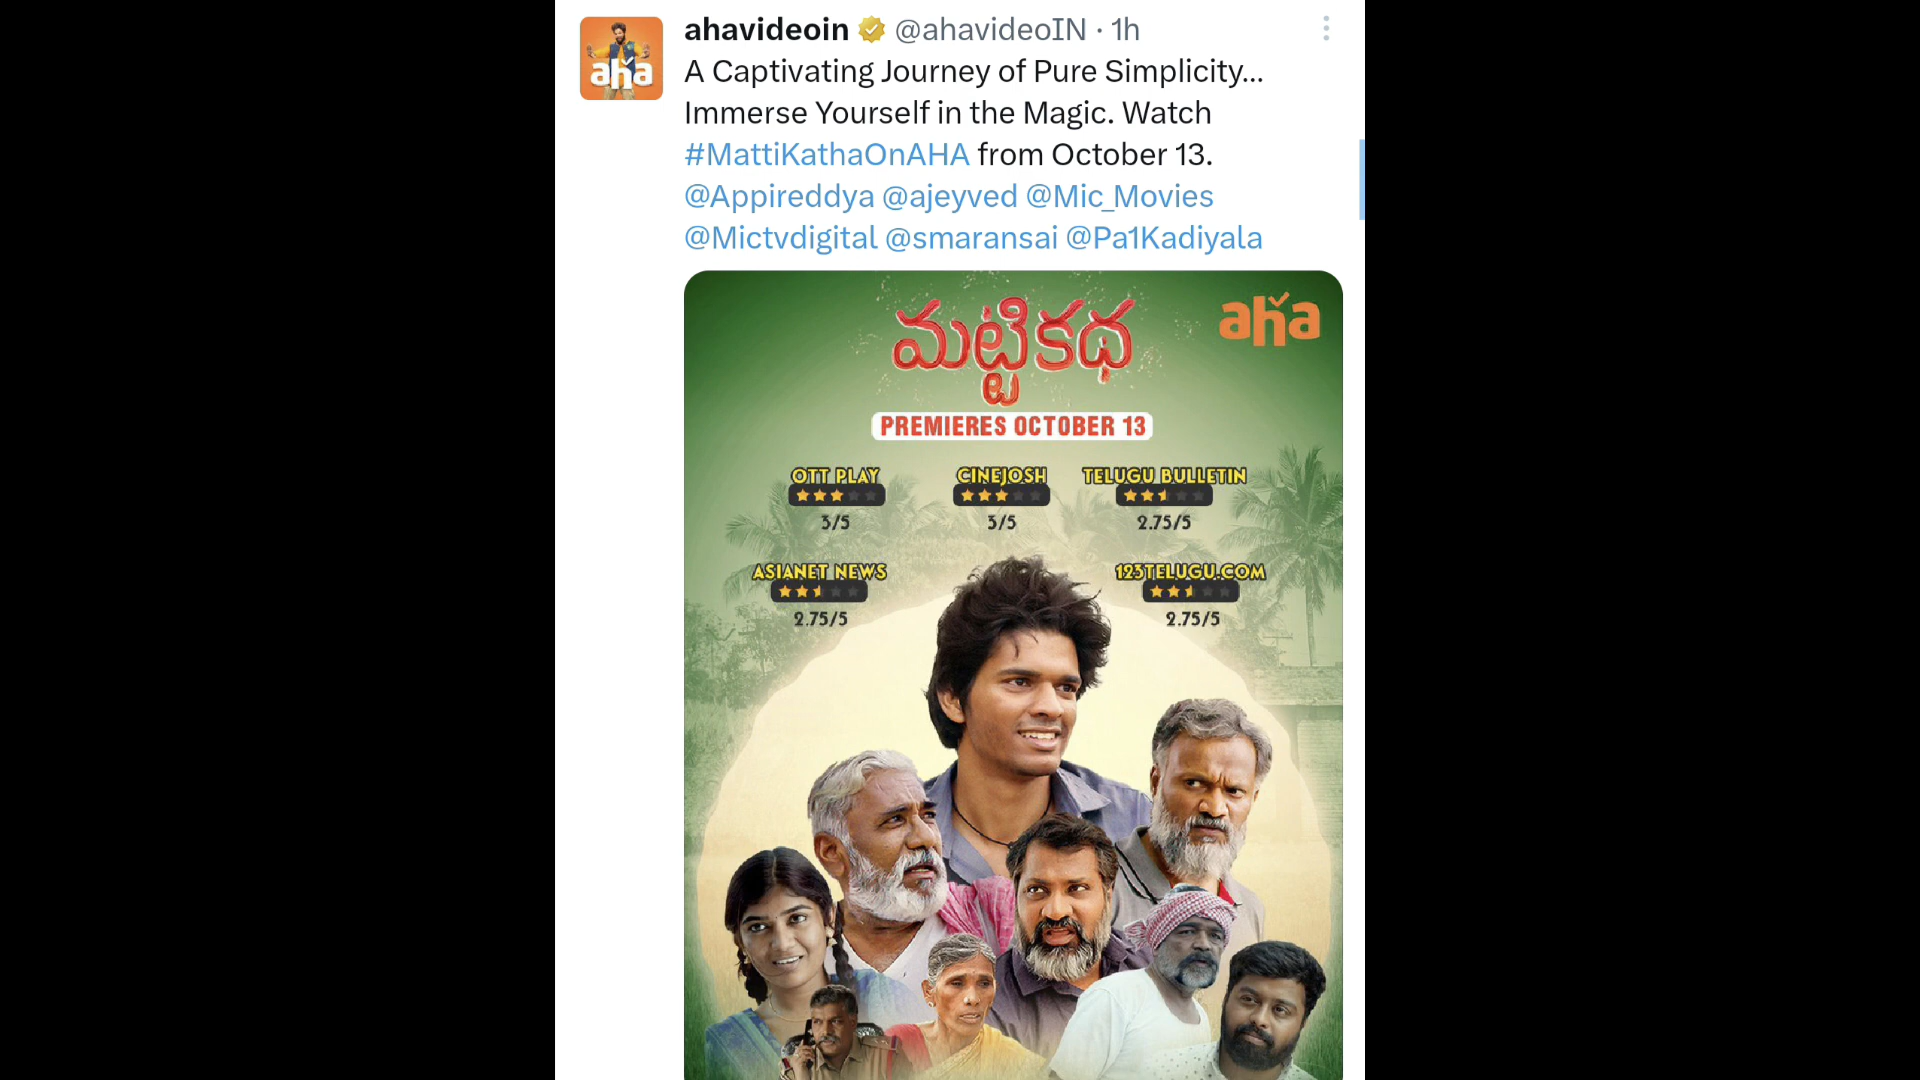 ahavideoin @ahavideoIN · 1h
aha
A Captivating Journey of Pure Simplicity...
Immerse Yourself in the Magic. Watch
#MattiKathaOnAHA from October 13.
@Appireddya @ajeyved @Mic_Movies
@Mictvdigital @smaransai @Pa1Kadiyala
మట్టికథ
aha
PREMIERES OCTOBER 13
OTT PLAY CINEJOSH TELUGU BULLETIN
3/5 3/5 2.75/5
ASIANET NEWS 123TELUGU.COM
2.75/5 2.75/5